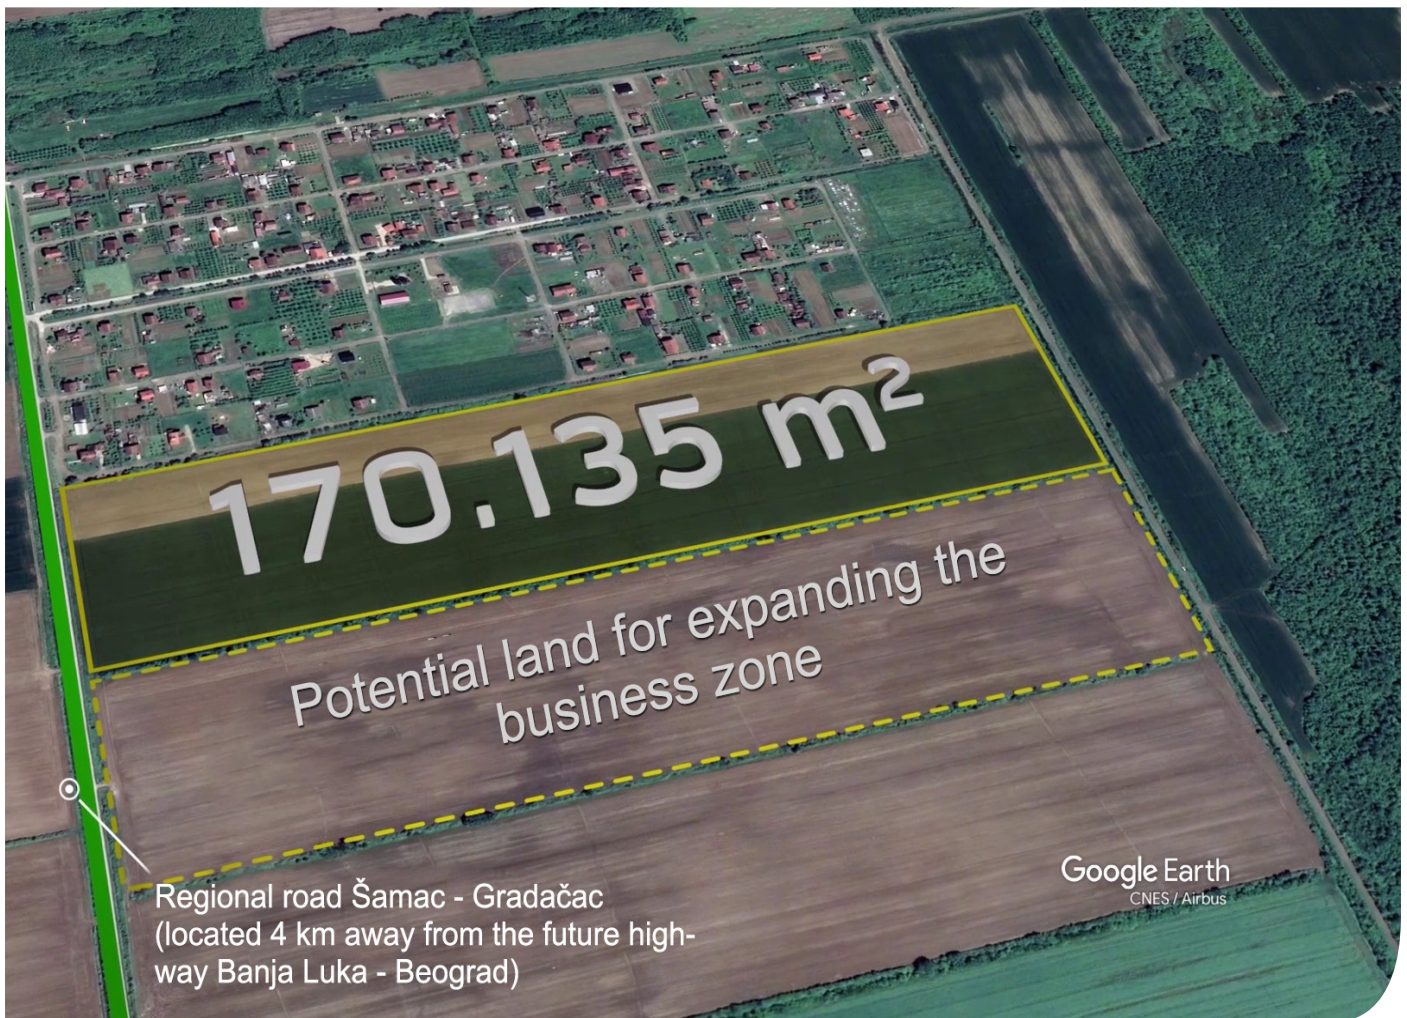 170.135 m²
Potential land for expanding the
business zone
Regional road Šamac - Gradačac
(located 4 km away from the future high-
way Banja Luka - Beograd)
Google Earth
CNES / Airbus